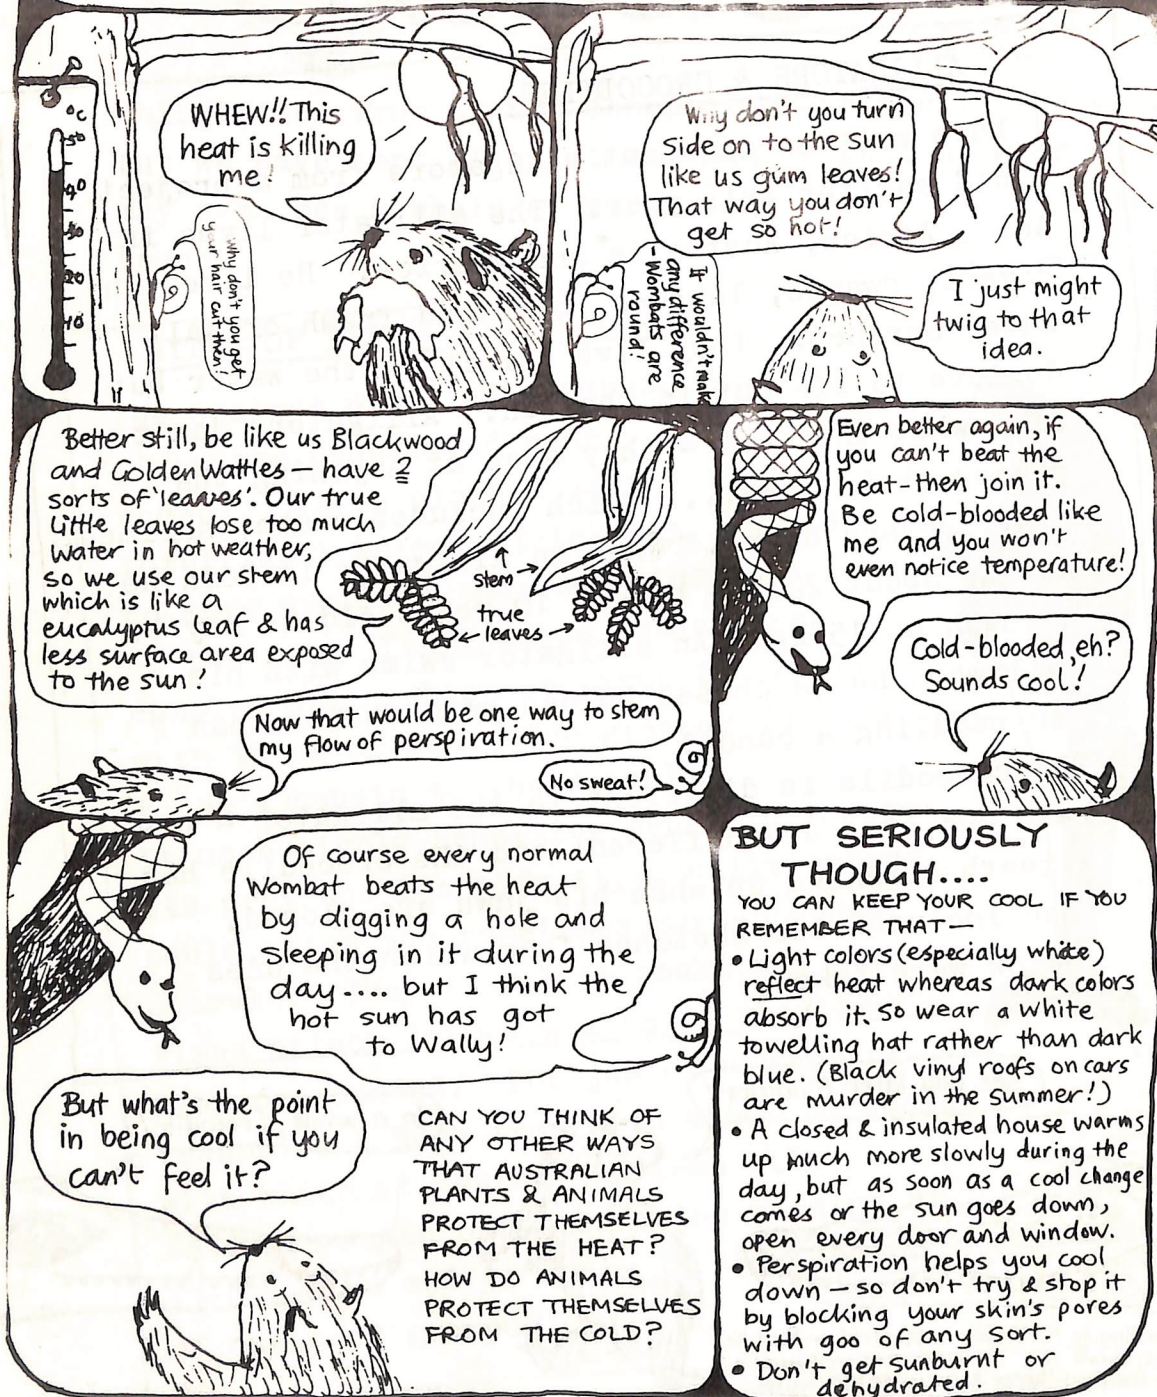 °C
50
40
30
20
10
WHEW!! This
heat is killing
me!
Why don't you get
your hair cut then!
Why don't you turn
side on to the sun
like us gum leaves!
That way you don't
get so hot!
It wouldn't make
any difference
- Wombats are
round!
I just might
twig to that
idea.
Better still, be like us Blackwood
and Golden Wattles — have 2
sorts of 'leaves'. Our true
little leaves lose too much
water in hot weather,
so we use our stem
which is like a
eucalyptus leaf & has
less surface area exposed
to the sun!
stem
true
leaves
Now that would be one way to stem
my flow of perspiration.
No sweat!
Even better again, if
you can't beat the
heat-then join it.
Be cold-blooded like
me and you won't
even notice temperature!
Cold-blooded, eh?
Sounds cool!
Of course every normal
Wombat beats the heat
by digging a hole and
sleeping in it during the
day.... but I think the
hot sun has got
to Wally!
But what's the point
in being cool if you
can't feel it?
CAN YOU THINK OF
ANY OTHER WAYS
THAT AUSTRALIAN
PLANTS & ANIMALS
PROTECT THEMSELVES
FROM THE HEAT?
HOW DO ANIMALS
PROTECT THEMSELVES
FROM THE COLD?
BUT SERIOUSLY
THOUGH....
YOU CAN KEEP YOUR COOL IF YOU
REMEMBER THAT—
• Light colors (especially white)
reflect heat whereas dark colors
absorb it. So wear a white
towelling hat rather than dark
blue. (Black vinyl roofs on cars
are murder in the summer!)
• A closed & insulated house warms
up much more slowly during the
day, but as soon as a cool change
comes or the sun goes down,
open every door and window.
• Perspiration helps you cool
down — so don't try & stop it
by blocking your skin's pores
with goo of any sort.
• Don't get sunburnt or
dehydrated.